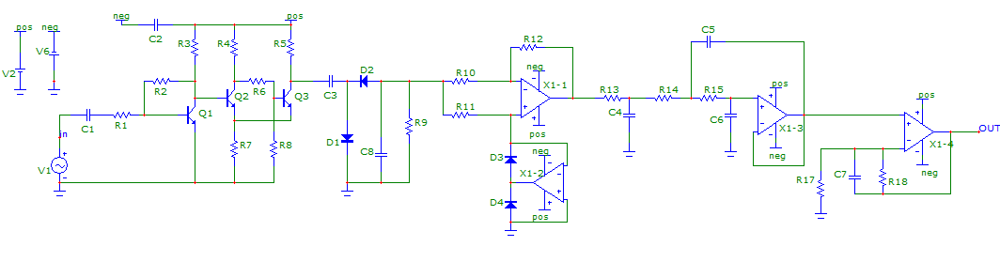 neg pos
pos neg C2 R3 R4 R5
V6 V2
R2 Q2 R6 Q3 C3 D2
C1 R1 Q1
in R7 R8 D1 C8 R9
V1
R12 C5
neg
R10 X1-1 R13 R14 R15 pos
R11 C4 C6 X1-3 pos
pos neg X1-4 OUT
D3 neg neg
X1-2 R17 C7 R18
D4 pos